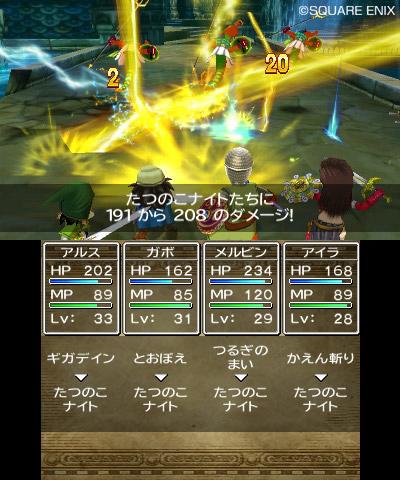 ©SQUARE ENIX
2
20
たつのこナイトたちに
191 から 208 のダメージ!
アルス
HP 202
MP 89
Lv: 33
ガボ
HP 162
MP 85
Lv: 31
メルビン
HP 234
MP 120
Lv: 29
アイラ
HP 168
MP 89
Lv: 28
ギガデイン
たつのこ
ナイト
とおぼえ
たつのこ
ナイト
つるぎの
まい
たつのこ
ナイト
かえん斬り
たつのこ
ナイト